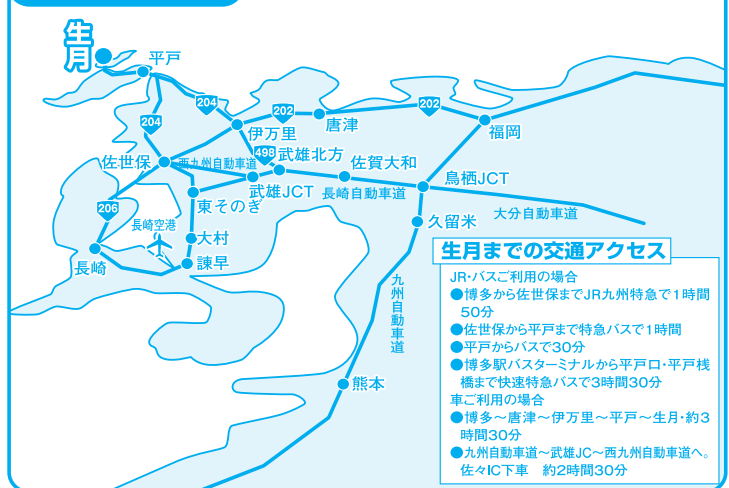 生月
平戸
204
204
202
202
伊万里
唐津
福岡
498
佐世保
西九州自動車道
武雄北方
佐賀大和
武雄JCT
長崎自動車道
鳥栖JCT
東そのぎ
大分自動車道
206
長崎空港
久留米
大村
長崎
諫早
九州自動車道
熊本
生月までの交通アクセス
JR・バスご利用の場合
●博多から佐世保までJR九州特急で1時間
50分
●佐世保から平戸まで特急バスで1時間
●平戸からバスで30分
●博多駅バスターミナルから平戸口・平戸桟
橋まで快速特急バスで3時間30分
車ご利用の場合
●博多〜唐津〜伊万里〜平戸〜生月・約3
時間30分
●九州自動車道〜武雄JC〜西九州自動車道へ。
佐々IC下車　約2時間30分